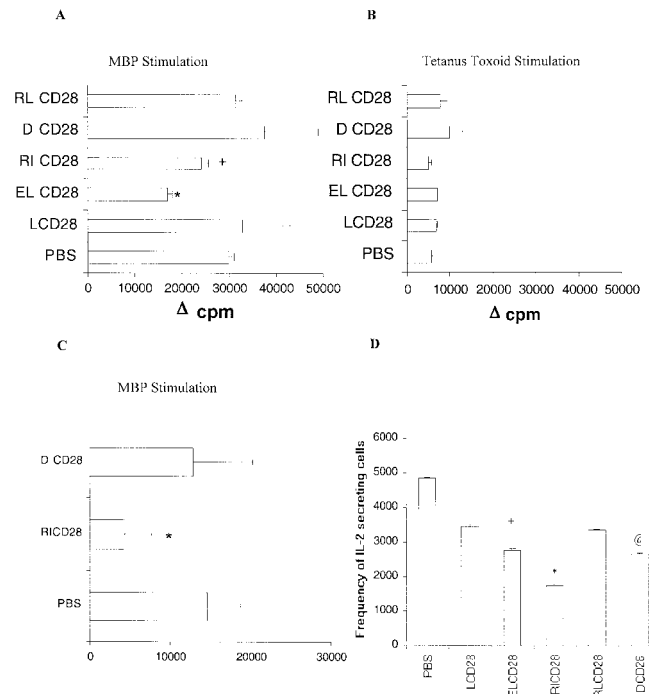 A
MBP Stimulation
RL CD28
D CD28
RI CD28
+
EL CD28
*
LCD28
PBS
0 10000 20000 30000 40000 50000
Δ cpm
B
Tetanus Toxoid Stimulation
RL CD28
D CD28
RI CD28
EL CD28
LCD28
PBS
0 10000 20000 30000 40000 50000
Δ cpm
C
MBP Stimulation
D CD28
RICD28
*
PBS
0 10000 20000 30000
D
Frequency of IL-2 secreting cells
6000
5000
4000
3000
2000
1000
0
+
*
@
PBS
LCD28
ELCD28
RICD28
RLCD28
DCD28